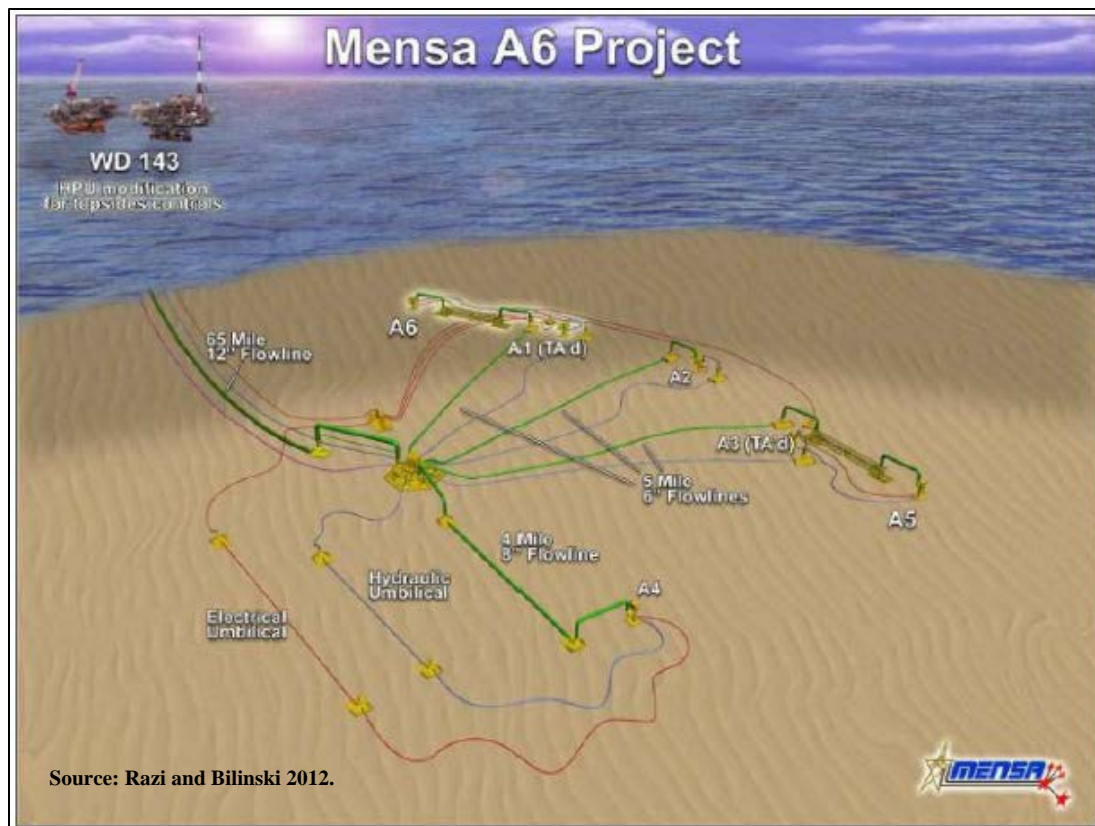 Mensa A6 Project
WD 143
HPU modification
for topsides controls
65 Mile
12" Flowline
A6
A1 (TA'd)
A2
A3 (TA'd)
5 Mile
6" Flowlines
A5
4 Mile
8" Flowline
Hydraulic
Umbilical
A4
Electrical
Umbilical
Source: Razi and Bilinski 2012.
MENSA